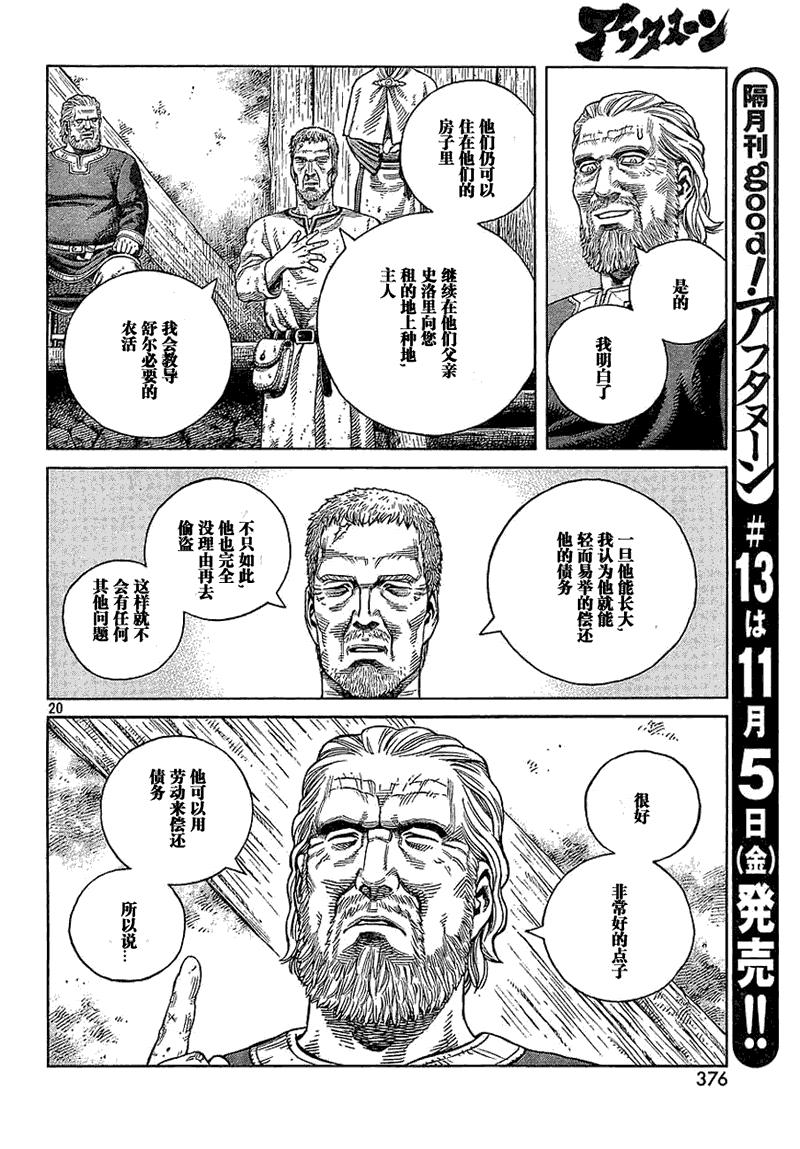 アフタヌーン
是的
我
明白
了
他们仍可以
住在他们的
房子里
继续在他们父亲
史洛里向您
租的地上种地,
主人
我会教导
舒尔必要的
农活
一旦他能长大,
我认为他就能
轻而易举的偿还
他的债务
不只如此,
他也完全
没理由再去
偷盗
这样就不
会有任何
其他问题
20
很好
非常好的点子
他可以用
劳动来偿还
债务
所以说…
隔月刊good!アフタヌーン#13は11月5日(金)発売!!
376